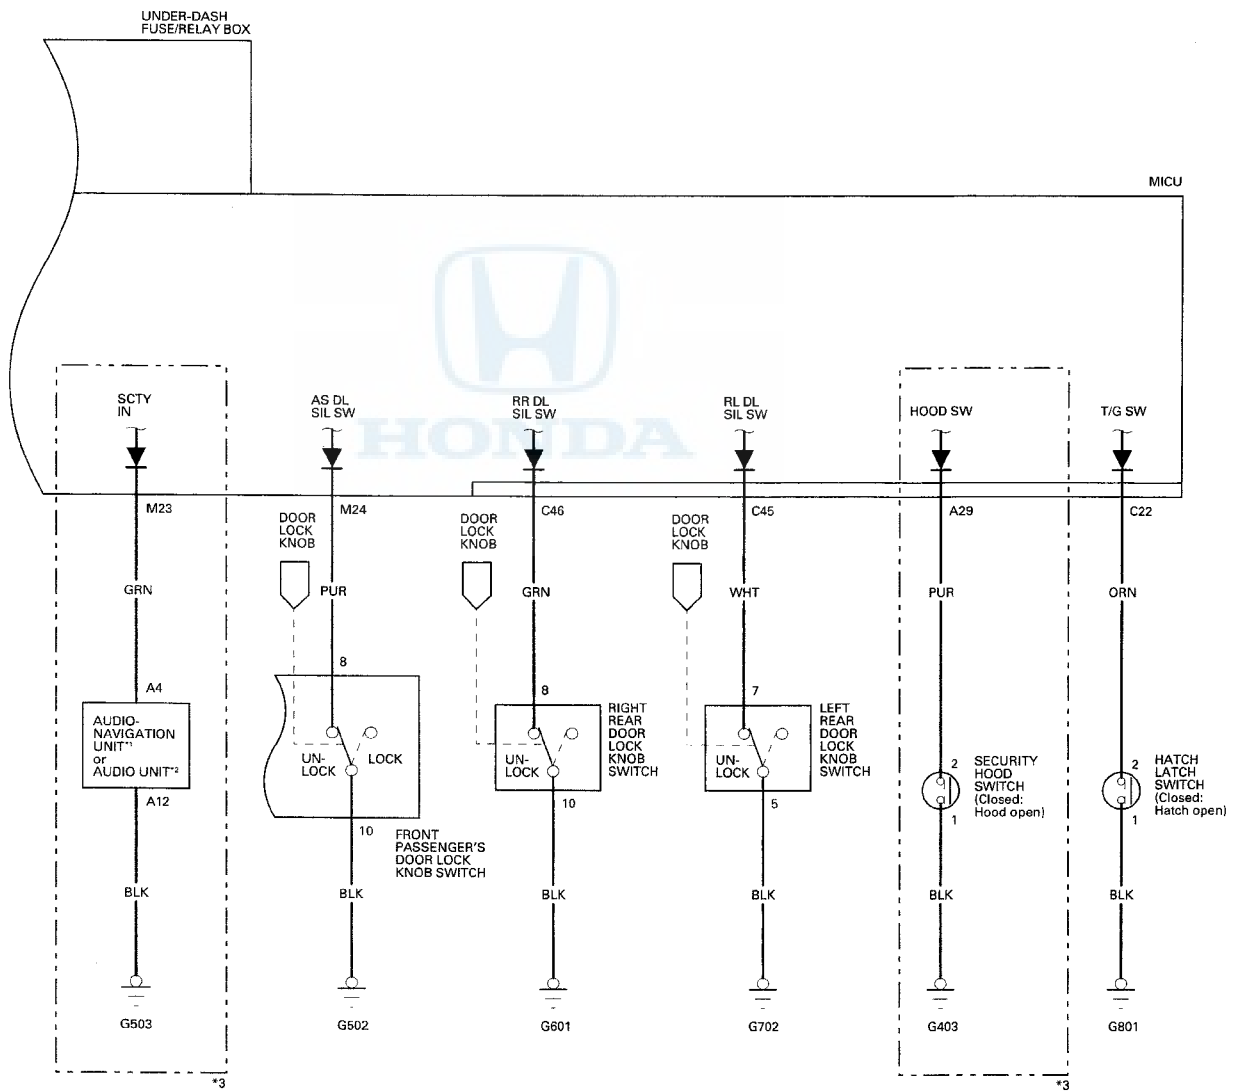 UNDER-DASH
FUSE/RELAY BOX
MICU
HONDA
SCTY
IN
AS DL
SIL SW
RR DL
SIL SW
RL DL
SIL SW
HOOD SW
T/G SW
M23
M24
C46
C45
A29
C22
DOOR
LOCK
KNOB
DOOR
LOCK
KNOB
DOOR
LOCK
KNOB
GRN
PUR
GRN
WHT
PUR
ORN
A4
8
8
7
AUDIO-
NAVIGATION
UNIT*1
or
AUDIO UNIT*2
A12
UN-
LOCK
LOCK
10
FRONT
PASSENGER'S
DOOR LOCK
KNOB SWITCH
UN-
LOCK
RIGHT
REAR
DOOR
LOCK
KNOB
SWITCH
10
UN-
LOCK
LEFT
REAR
DOOR
LOCK
KNOB
SWITCH
5
2
SECURITY
HOOD
SWITCH
(Closed:
Hood open)
1
2
HATCH
LATCH
SWITCH
(Closed:
Hatch open)
1
BLK
BLK
BLK
BLK
BLK
BLK
G503
G502
G601
G702
G403
G801
*3
*3